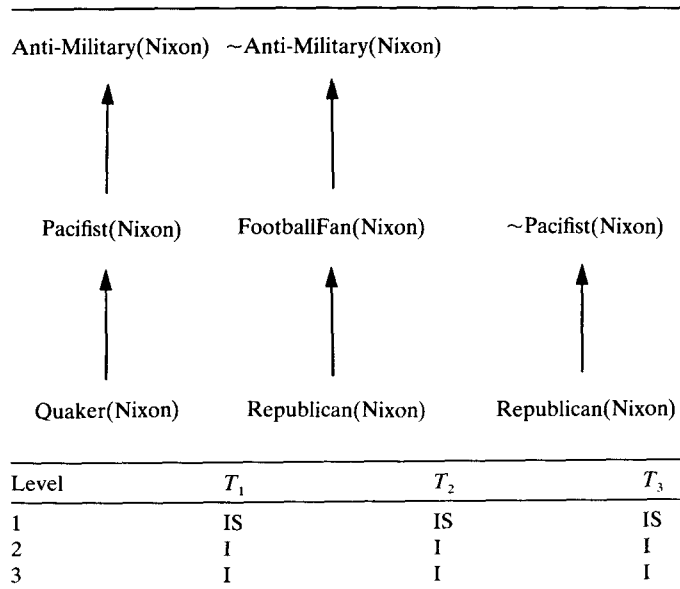 Anti-Military(Nixon) ~Anti-Military(Nixon)
Pacifist(Nixon) FootballFan(Nixon) ~Pacifist(Nixon)
Quaker(Nixon) Republican(Nixon) Republican(Nixon)
Level T₁ T₂ T₃
1 IS IS IS
2 I I I
3 I I I